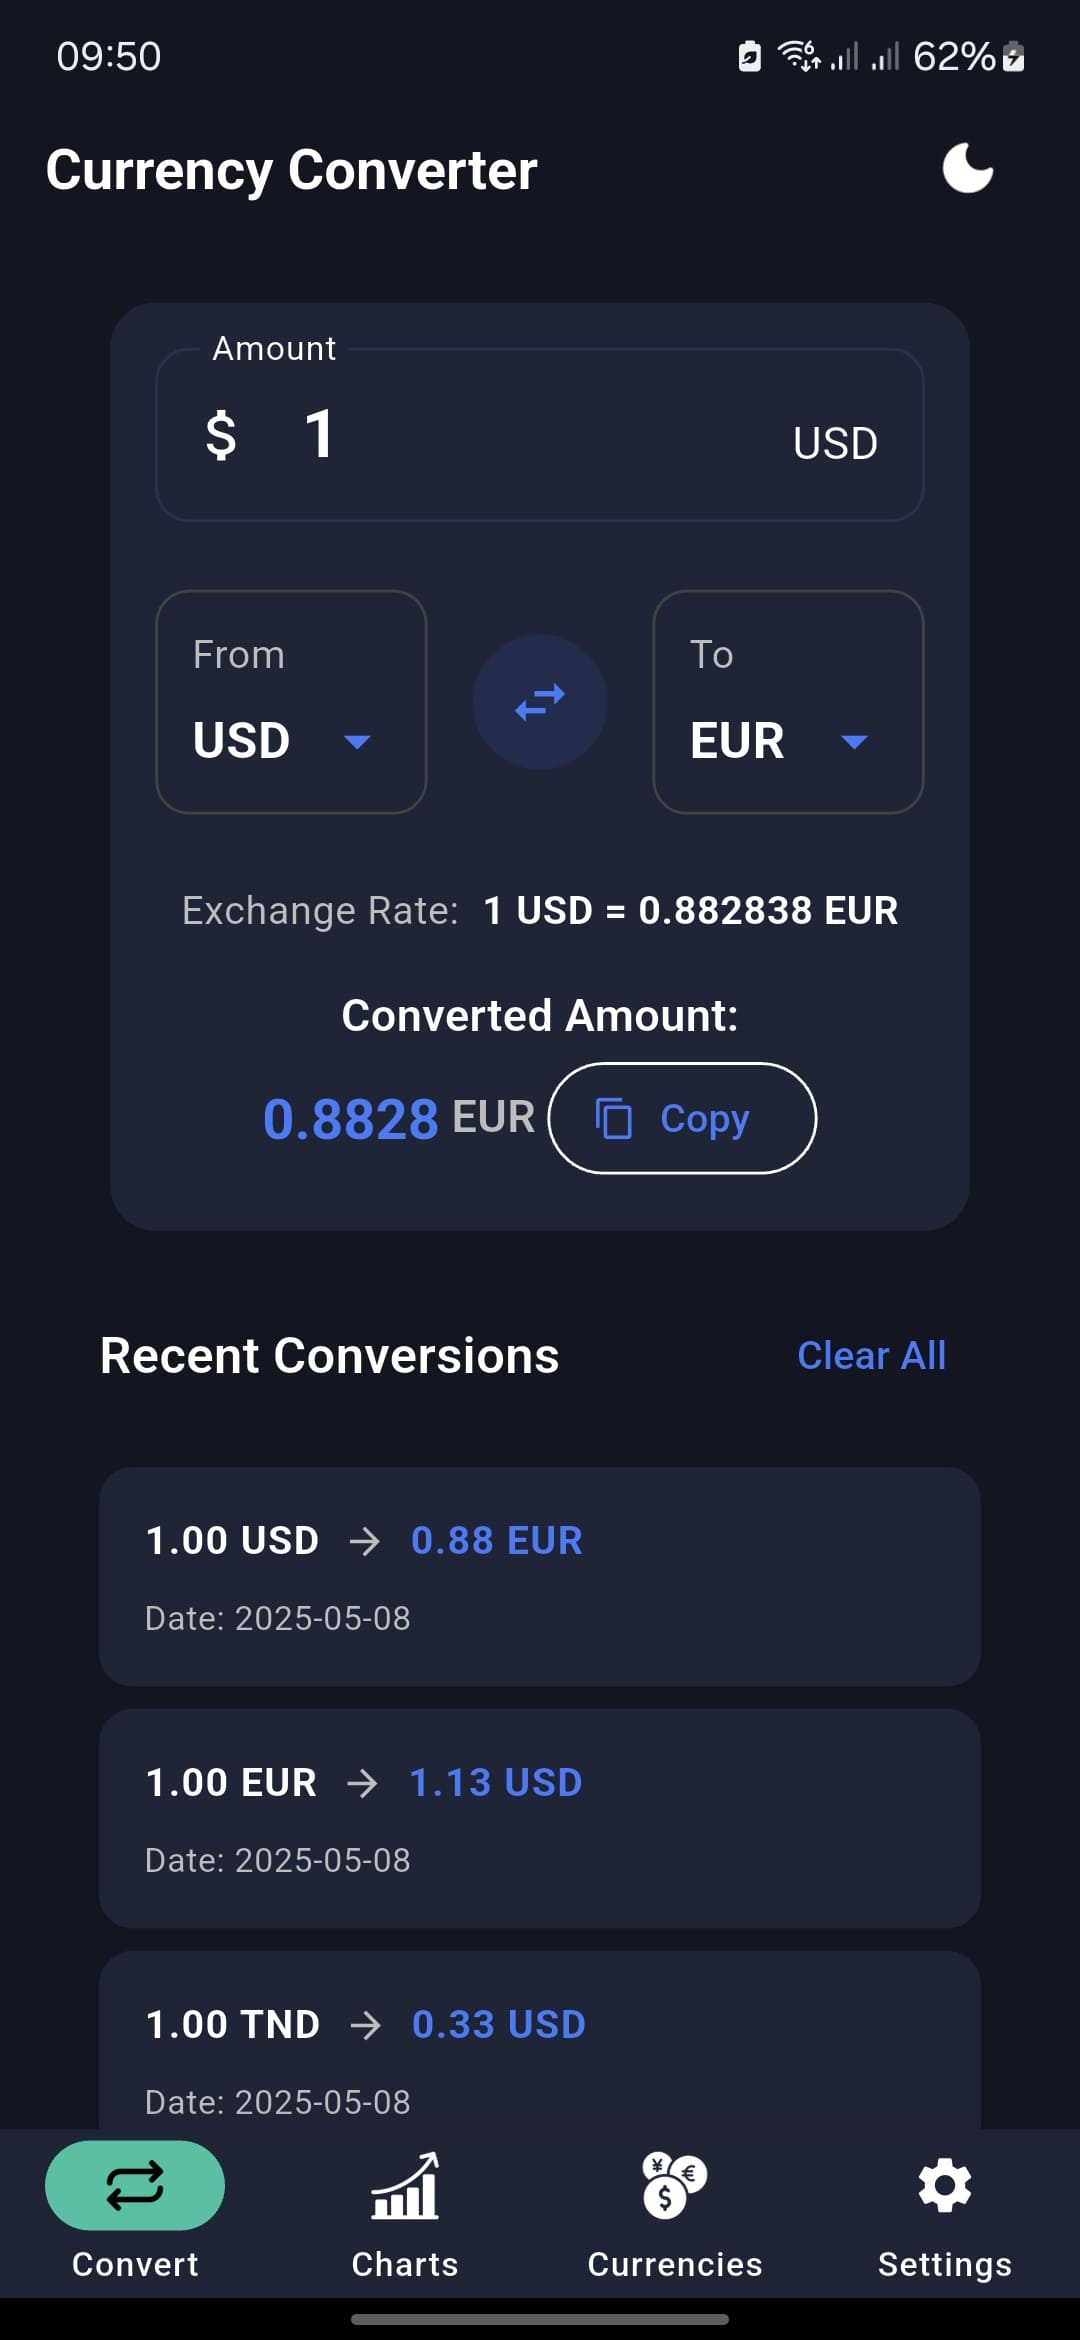 09:50
6 62%
Currency Converter
Amount
$ 1 USD
From
USD
To
EUR
Exchange Rate: 1 USD = 0.882838 EUR
Converted Amount:
0.8828 EUR Copy
Recent Conversions Clear All
1.00 USD → 0.88 EUR
Date: 2025-05-08
1.00 EUR → 1.13 USD
Date: 2025-05-08
1.00 TND → 0.33 USD
Date: 2025-05-08
¥ € $
Convert Charts Currencies Settings